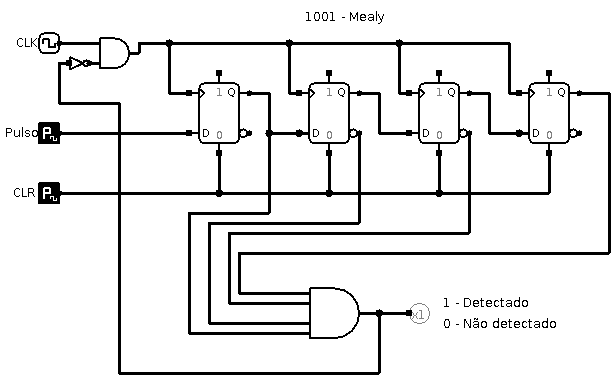 1001 - Mealy
CLK
1 Q
1 Q
1 Q
1 Q
Pulso
P
D 0
D 0
D 0
D 0
CLR
P
x1
1 - Detectado
0 - Não detectado